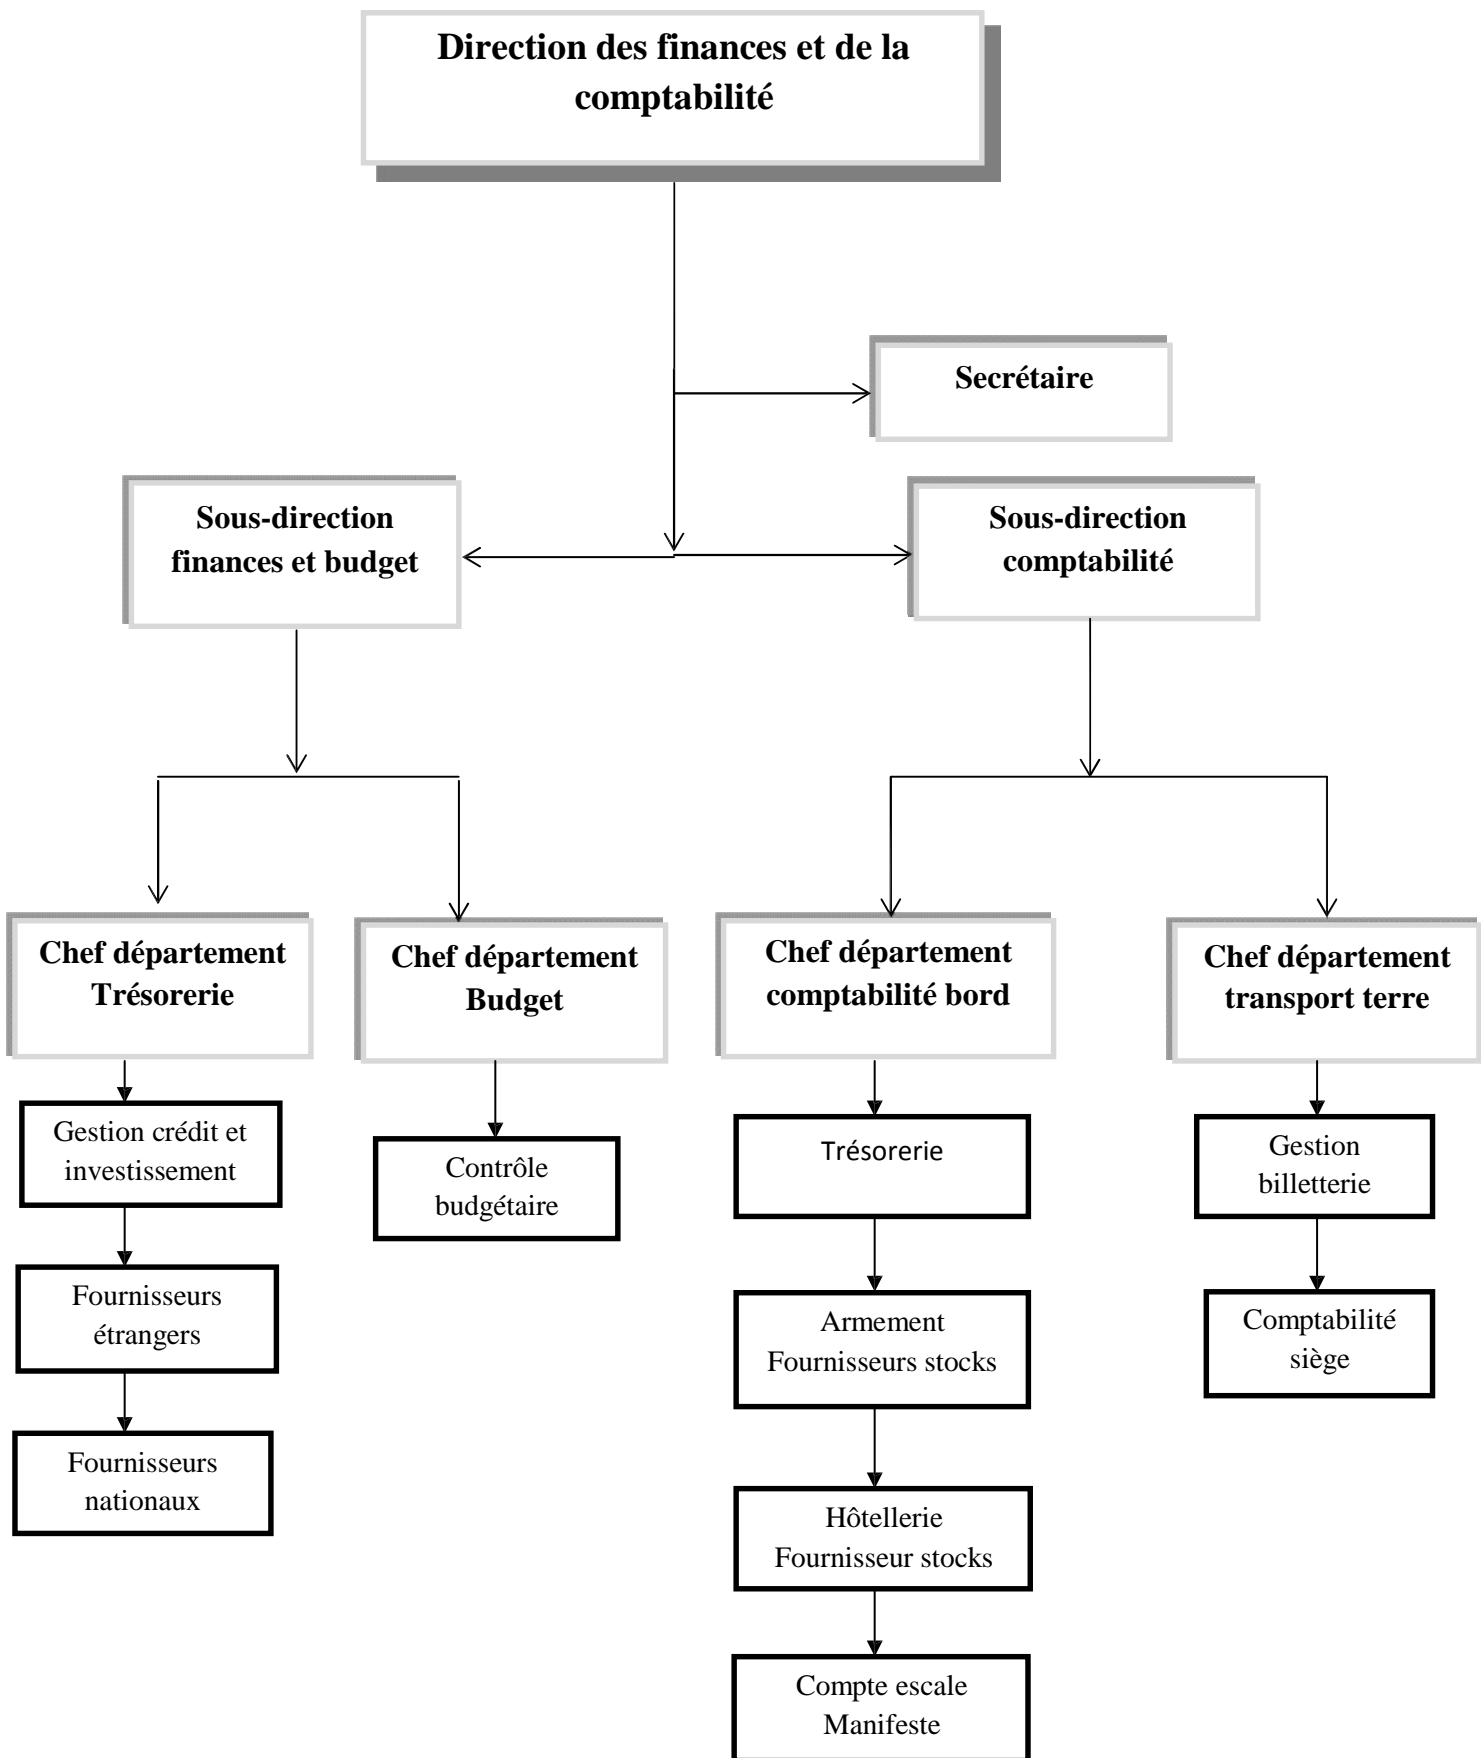 Direction des finances et de la
comptabilité
Secrétaire
Sous-direction
finances et budget
Sous-direction
comptabilité
Chef département
Trésorerie
Chef département
Budget
Chef département
comptabilité bord
Chef département
transport terre
Gestion crédit et
investissement
Contrôle
budgétaire
Trésorerie
Gestion
billetterie
Fournisseurs
étrangers
Armement
Fournisseurs stocks
Comptabilité
siège
Fournisseurs
nationaux
Hôtellerie
Fournisseur stocks
Compte escale
Manifeste